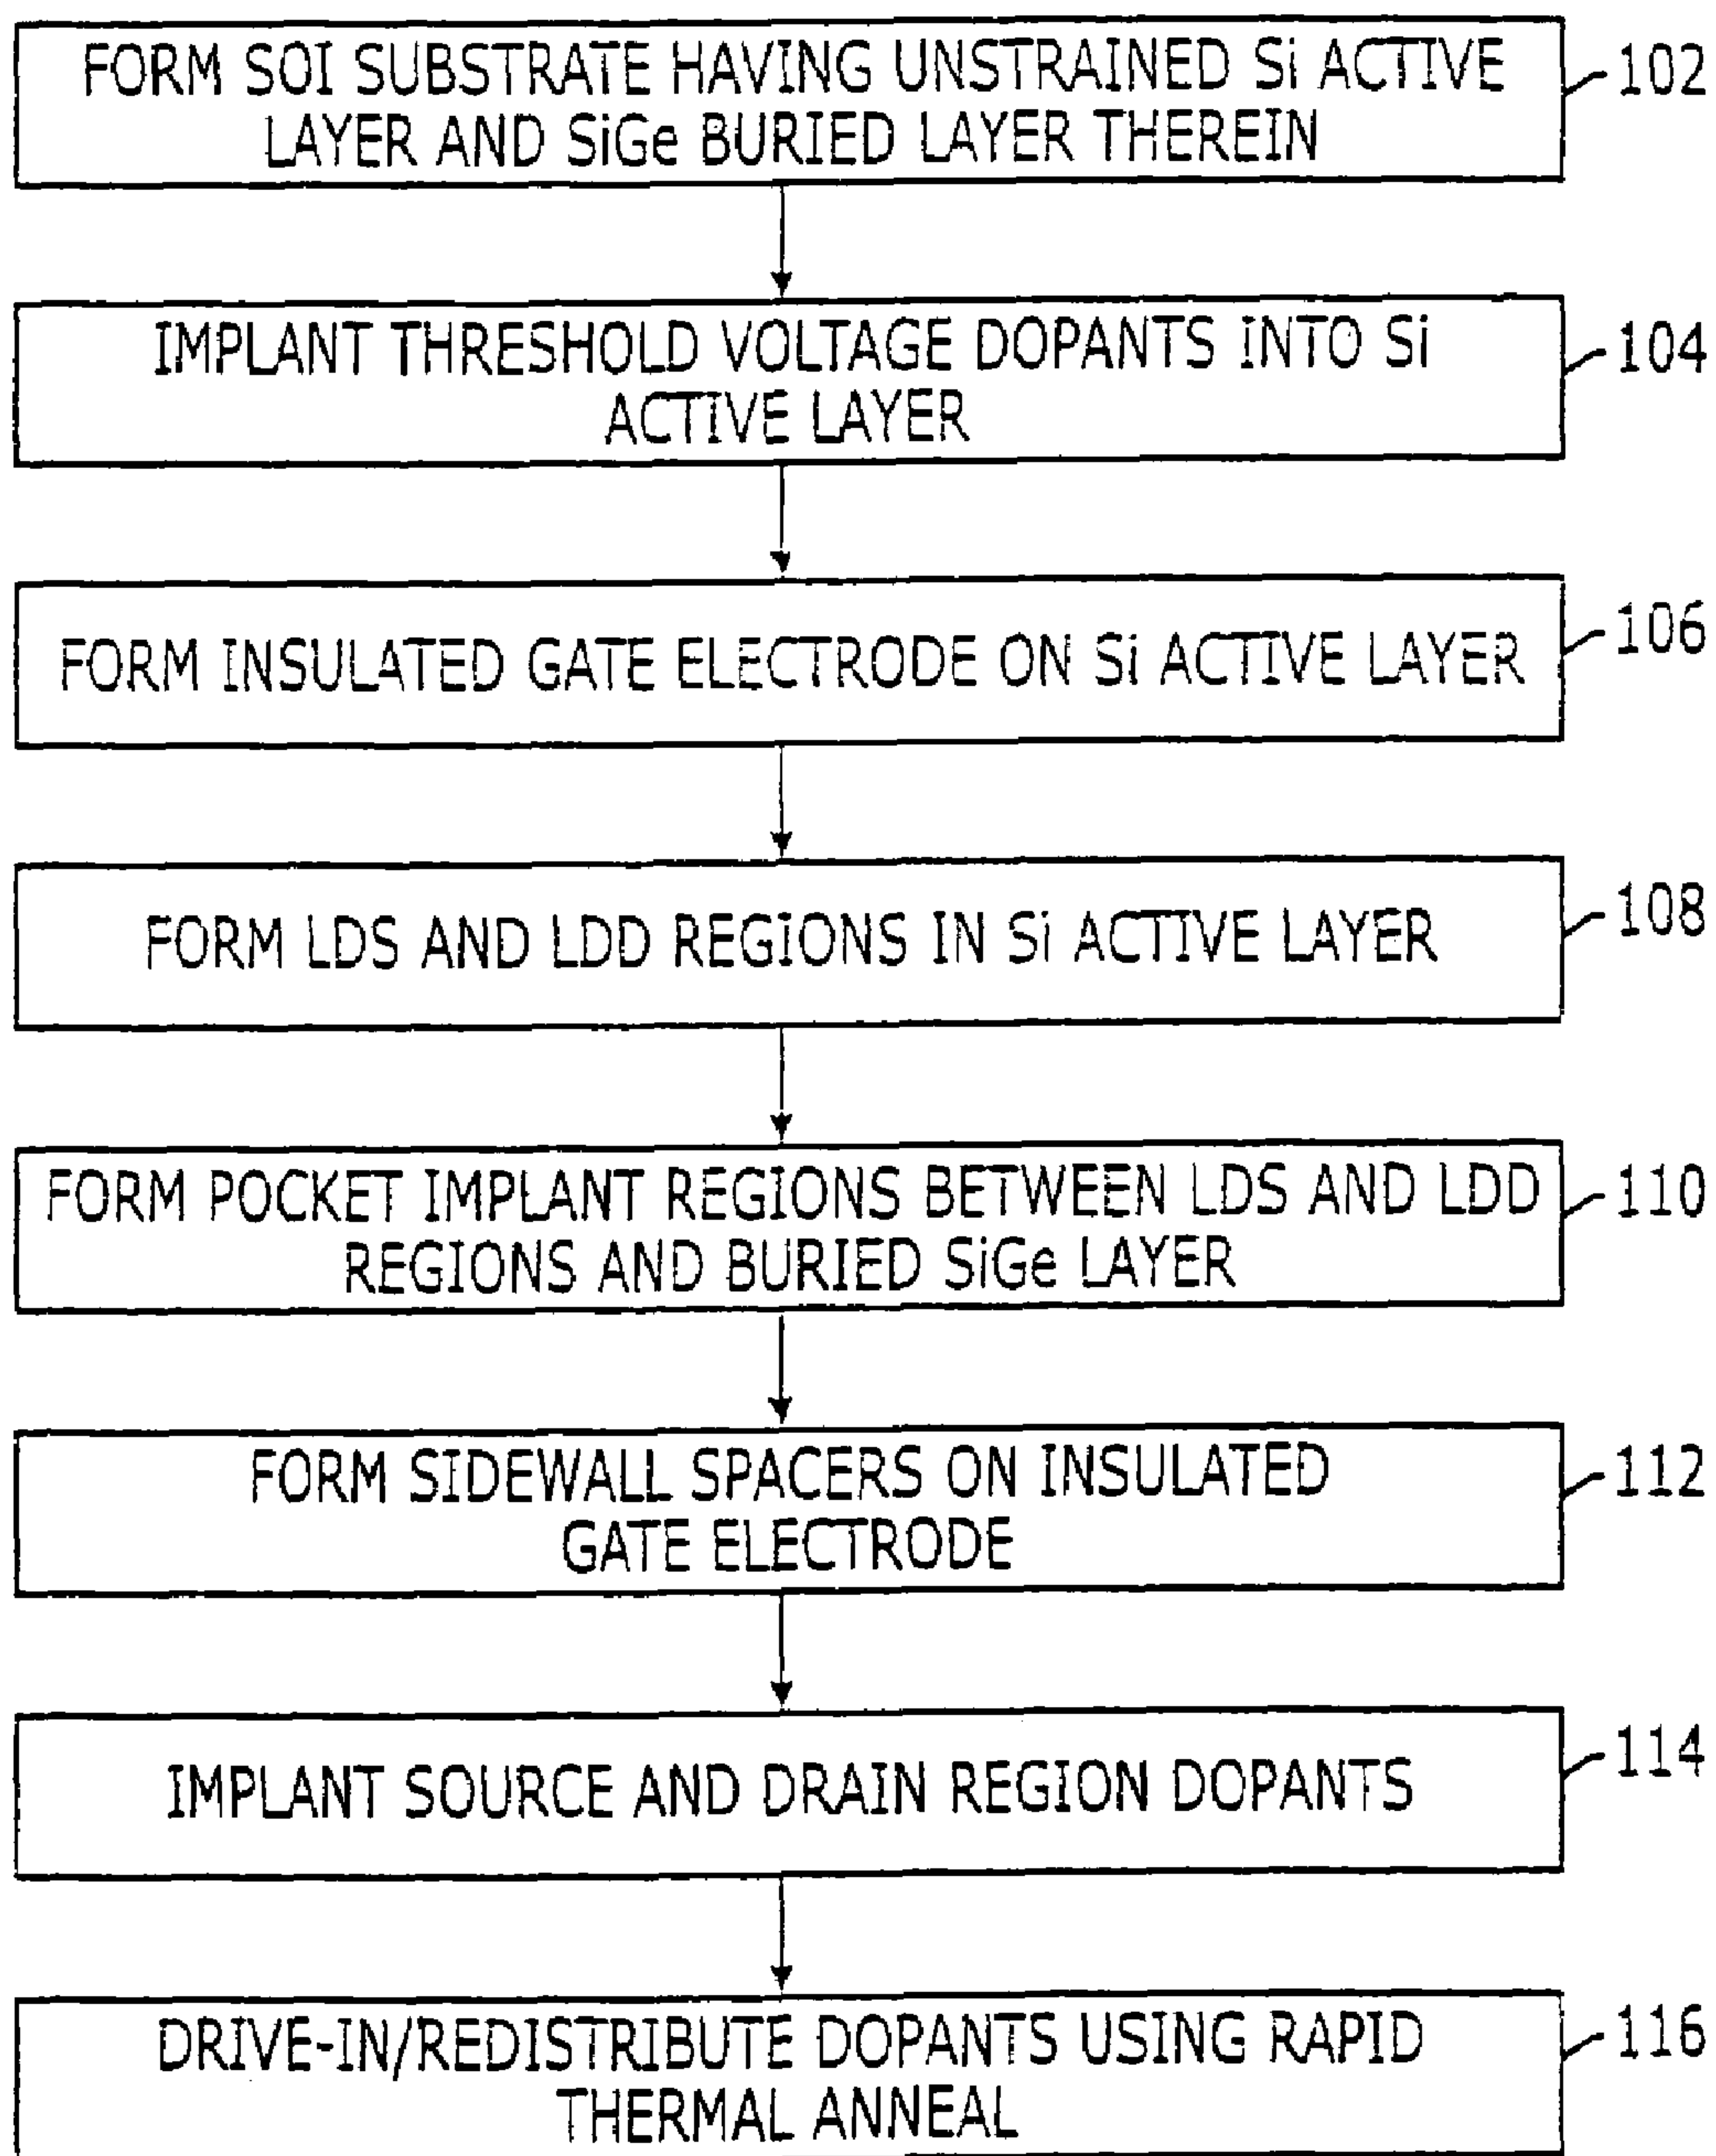 FORM SOI SUBSTRATE HAVING UNSTRAINED Si ACTIVE
LAYER AND SiGe BURIED LAYER THEREIN
102
IMPLANT THRESHOLD VOLTAGE DOPANTS INTO Si
ACTIVE LAYER
104
FORM INSULATED GATE ELECTRODE ON Si ACTIVE LAYER
106
FORM LDS AND LDD REGIONS IN Si ACTIVE LAYER
108
FORM POCKET IMPLANT REGIONS BETWEEN LDS AND LDD
REGIONS AND BURIED SiGe LAYER
110
FORM SIDEWALL SPACERS ON INSULATED
GATE ELECTRODE
112
IMPLANT SOURCE AND DRAIN REGION DOPANTS
114
DRIVE-IN/REDISTRIBUTE DOPANTS USING RAPID
THERMAL ANNEAL
116